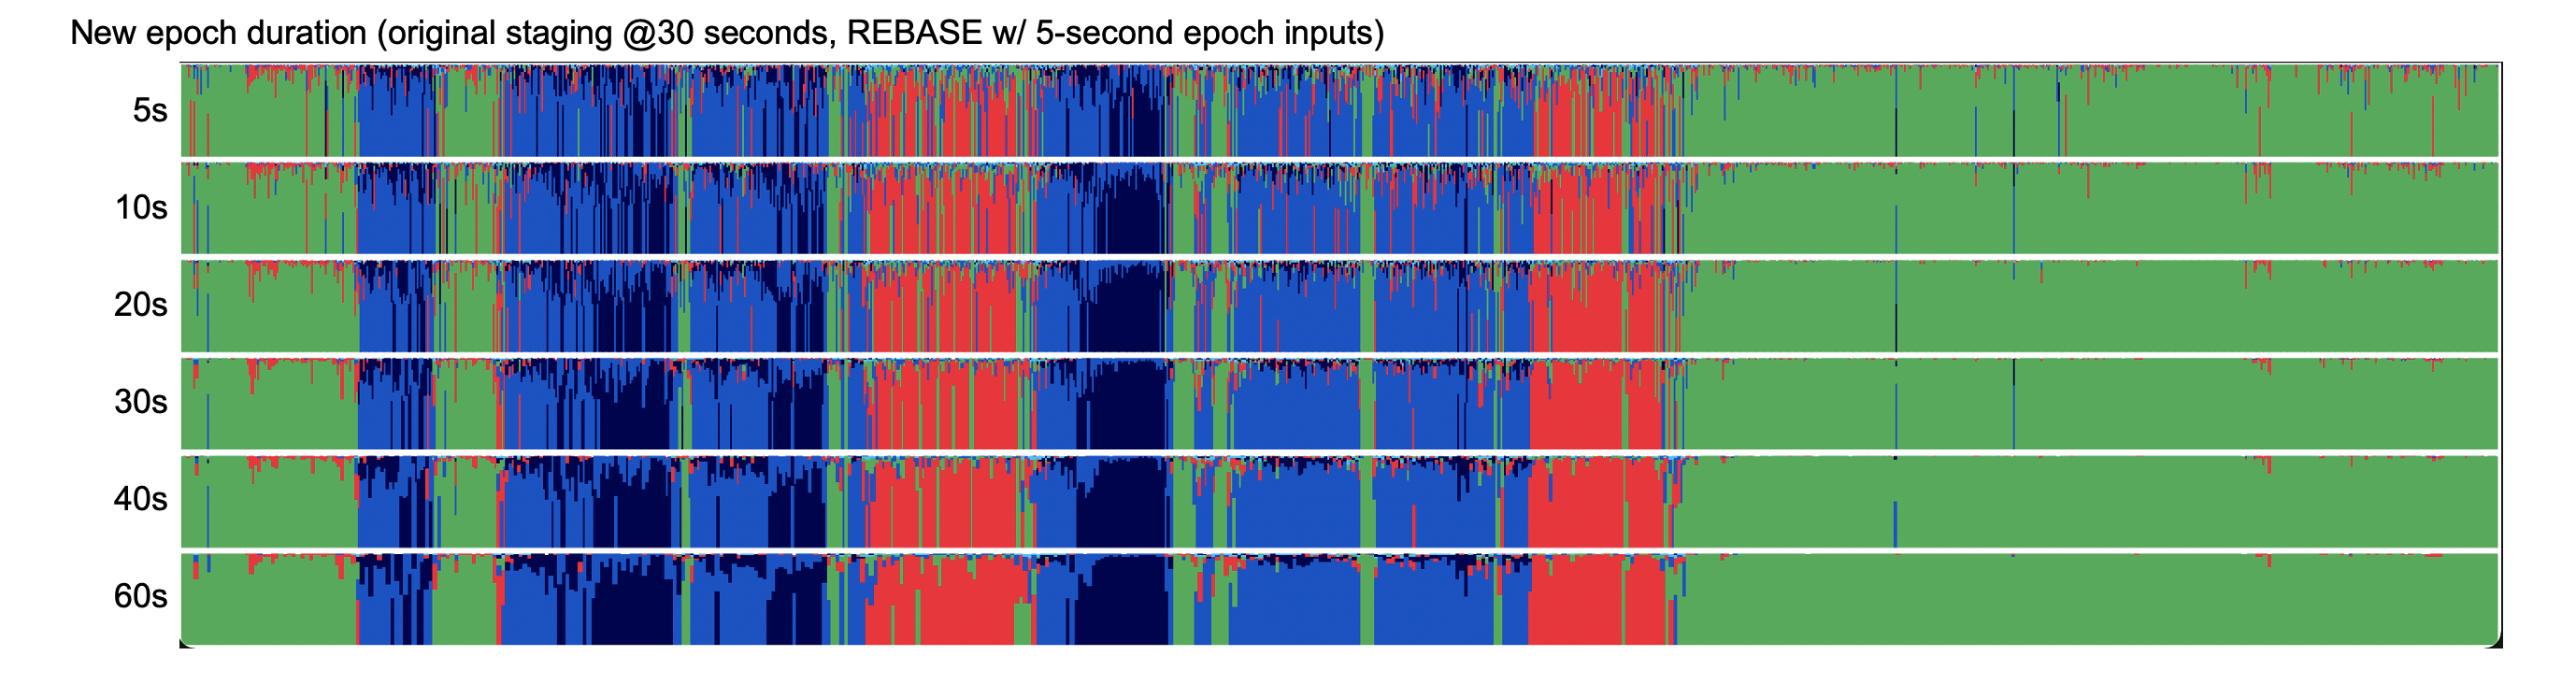 New epoch duration (original staging @30 seconds, REBASE w/ 5-second epoch inputs)
5s
10s
20s
30s
40s
60s